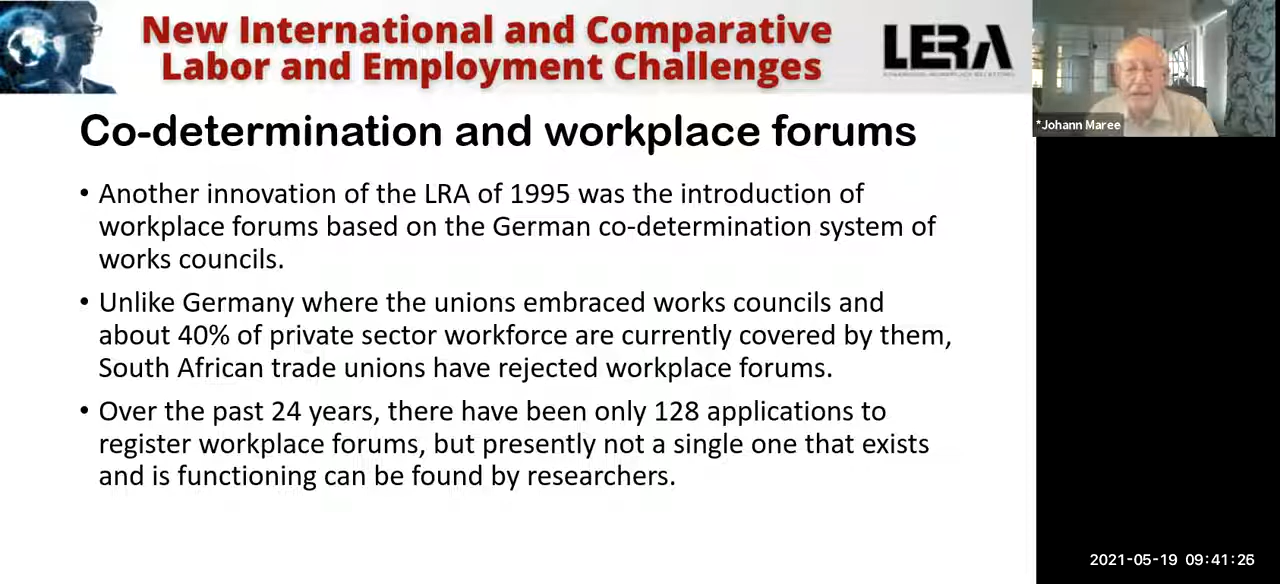 New International and Comparative
Labor and Employment Challenges
LERA
*Johann Maree
Co-determination and workplace forums
• Another innovation of the LRA of 1995 was the introduction of
workplace forums based on the German co-determination system of
works councils.
• Unlike Germany where the unions embraced works councils and
about 40% of private sector workforce are currently covered by them,
South African trade unions have rejected workplace forums.
• Over the past 24 years, there have been only 128 applications to
register workplace forums, but presently not a single one that exists
and is functioning can be found by researchers.
2021-05-19 09:41:26